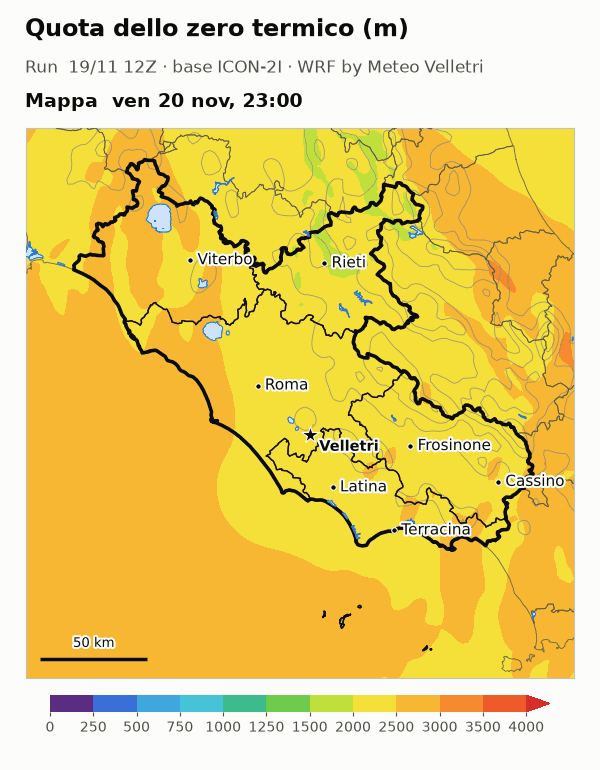 Quota dello zero termico (m)
Run 19/11 12Z · base ICON-2I · WRF by Meteo Velletri
Mappa ven 20 nov, 23:00
Viterbo
Rieti
Roma
Velletri
Frosinone
Latina
Cassino
Terracina
50 km
0 250 500 750 1000 1250 1500 2000 2500 3000 3500 4000